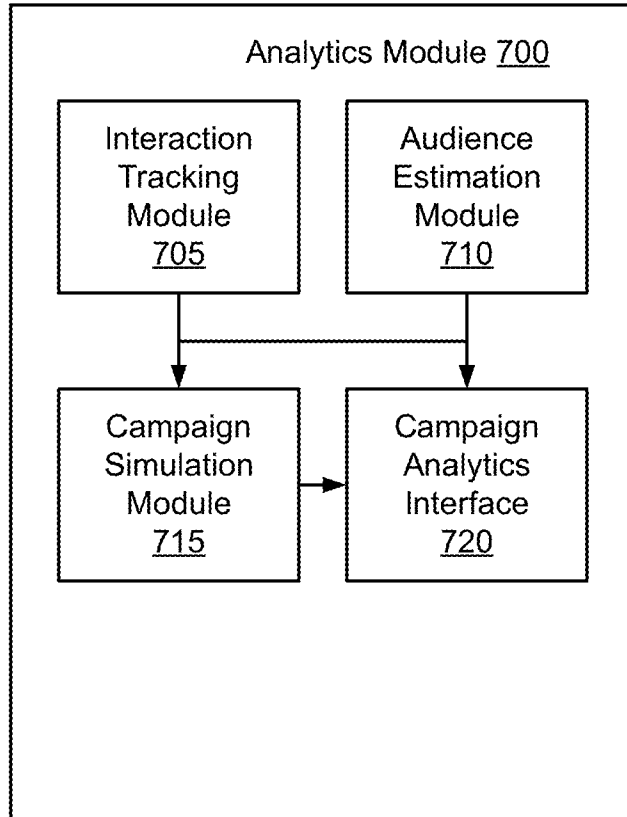 Analytics Module 700
Interaction
Tracking
Module
705
Audience
Estimation
Module
710
Campaign
Simulation
Module
715
Campaign
Analytics
Interface
720